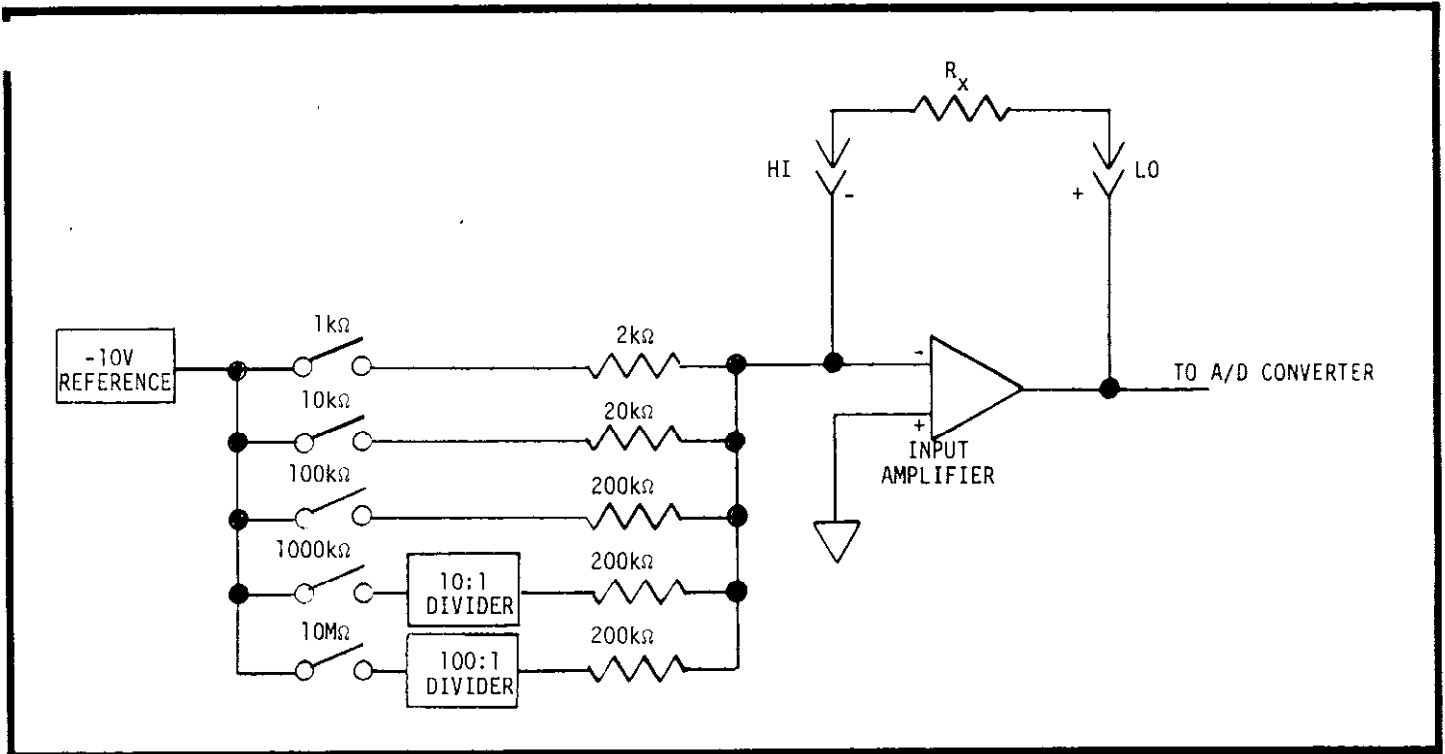 Rx
HI
-
+
LO
-10V
REFERENCE
1kΩ
2kΩ
-
+
INPUT
AMPLIFIER
TO A/D CONVERTER
10kΩ
20kΩ
100kΩ
200kΩ
1000kΩ
10:1
DIVIDER
200kΩ
10MΩ
100:1
DIVIDER
200kΩ